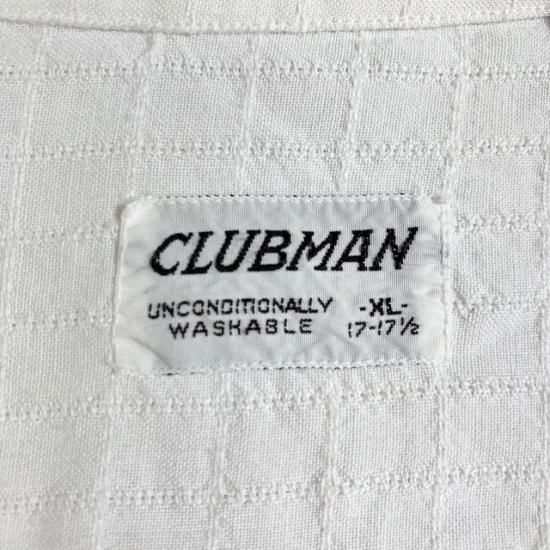 CLUBMAN
UNCONDITIONALLY -XL-
WASHABLE 17-17½